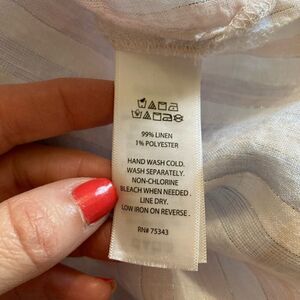 99% LINEN
1% POLYESTER
HAND WASH COLD.
WASH SEPARATELY.
NON-CHLORINE
BLEACH WHEN NEEDED.
LINE DRY.
LOW IRON ON REVERSE.
RN# 75343